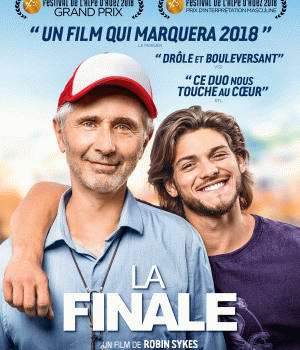 FESTIVAL DE L'ALPE D'HUEZ 2018
GRAND PRIX
FESTIVAL DE L'ALPE D'HUEZ 2018
PRIX D'INTERPRÉTATION MASCULINE
" UN FILM QUI MARQUERA 2018 "
LE PARISIEN
" DRÔLE ET BOULEVERSANT "
VSD
" CE DUO NOUS
TOUCHE AU CŒUR "
RTL
LA
FINALE
UN FILM DE ROBIN SYKES